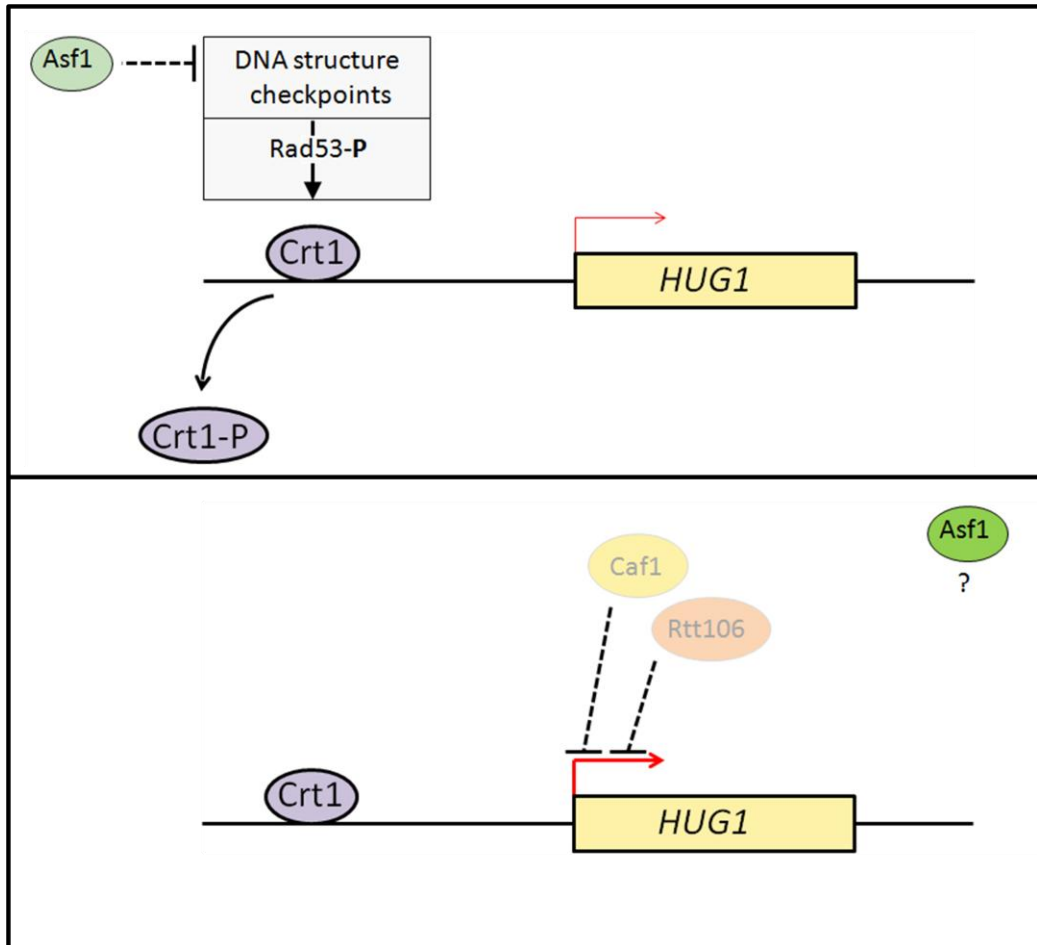 Asf1
DNA structure
checkpoints
Rad53-P
Crt1
HUG1
Crt1-P
Asf1
?
Caf1
Rtt106
Crt1
HUG1